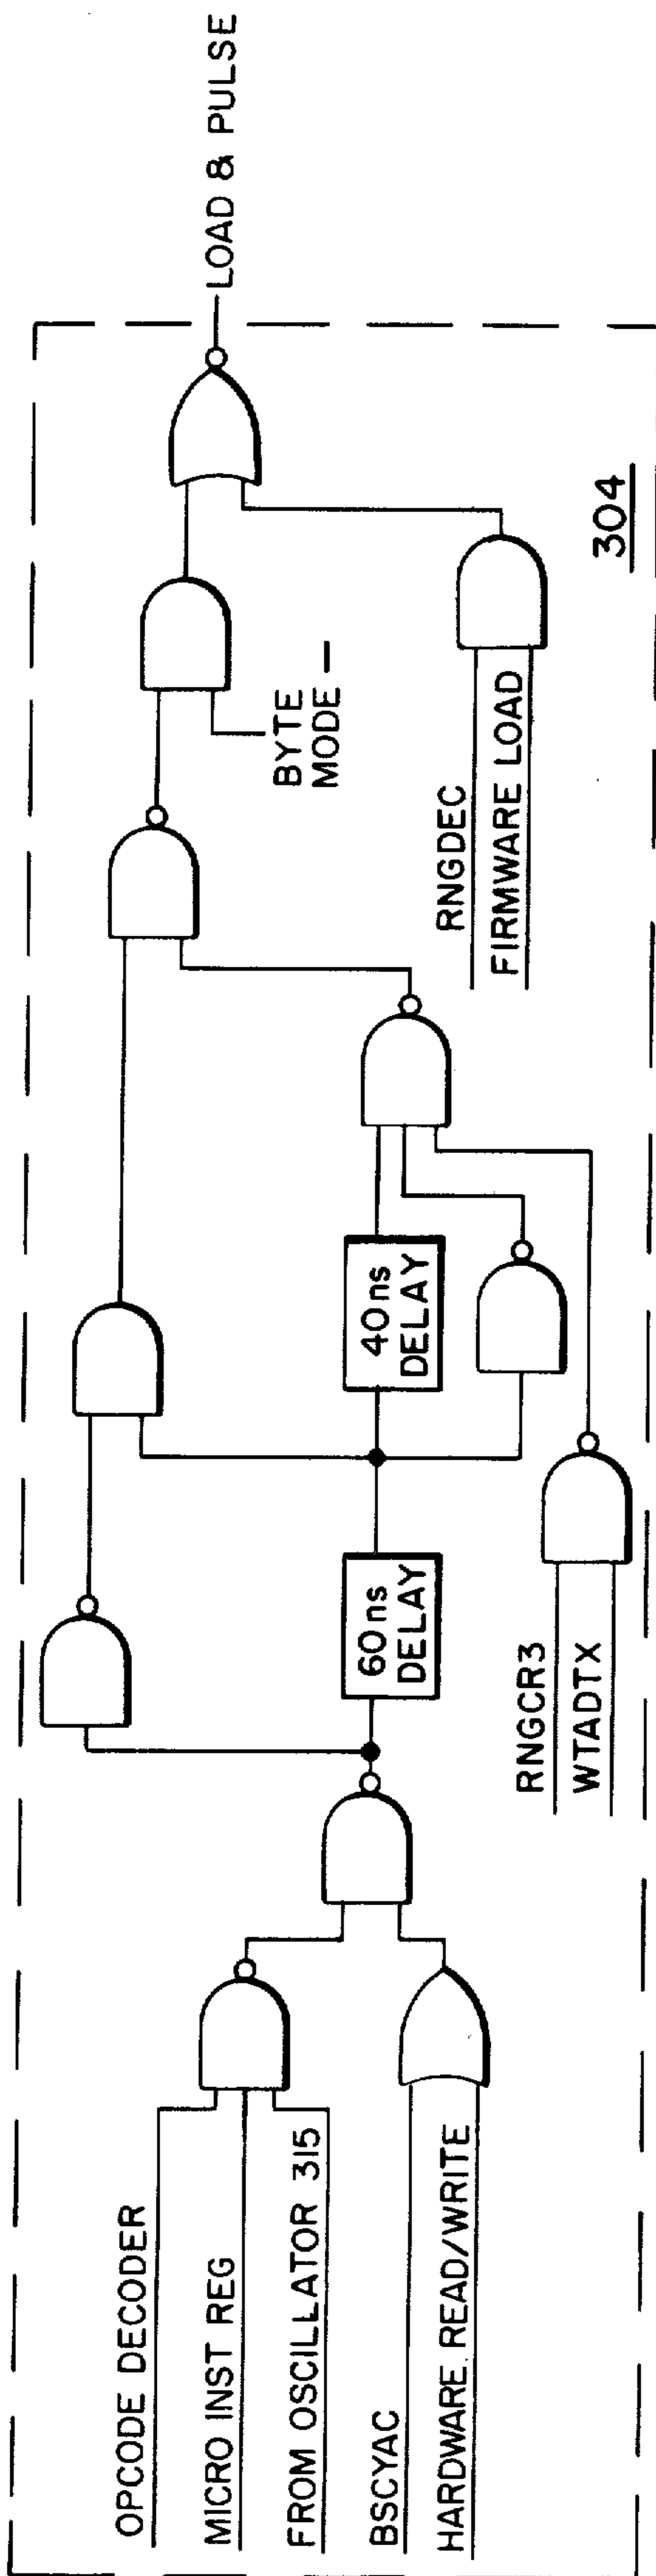 OPCODE DECODER
MICRO INST REG
FROM OSCILLATOR 315
BSCYAC
HARDWARE READ/WRITE
60ns
DELAY
RNGCR3
WTADTX
40ns
DELAY
BYTE
MODE –
RNGDEC
FIRMWARE LOAD
304
LOAD & PULSE